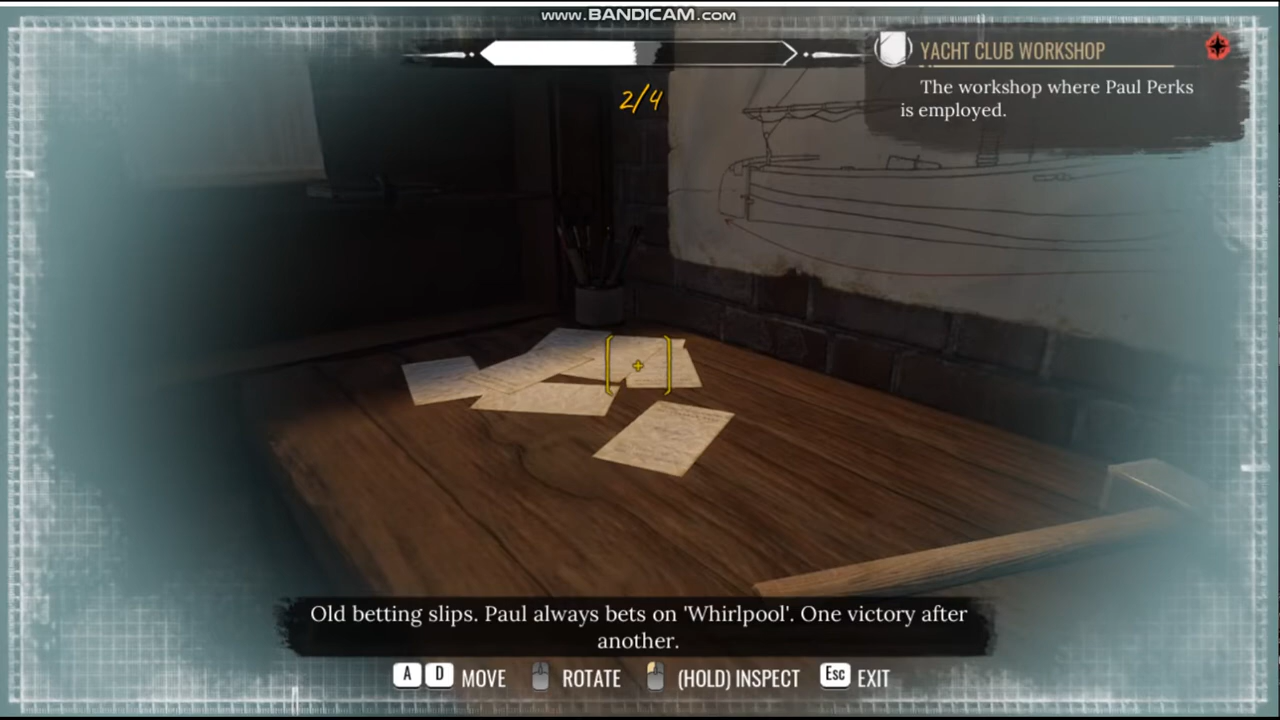 www.BANDICAM.com
YACHT CLUB WORKSHOP
The workshop where Paul Perks
is employed.
2/4
Old betting slips. Paul always bets on 'Whirlpool'. One victory after
another.
A D MOVE ROTATE (HOLD) INSPECT Esc EXIT